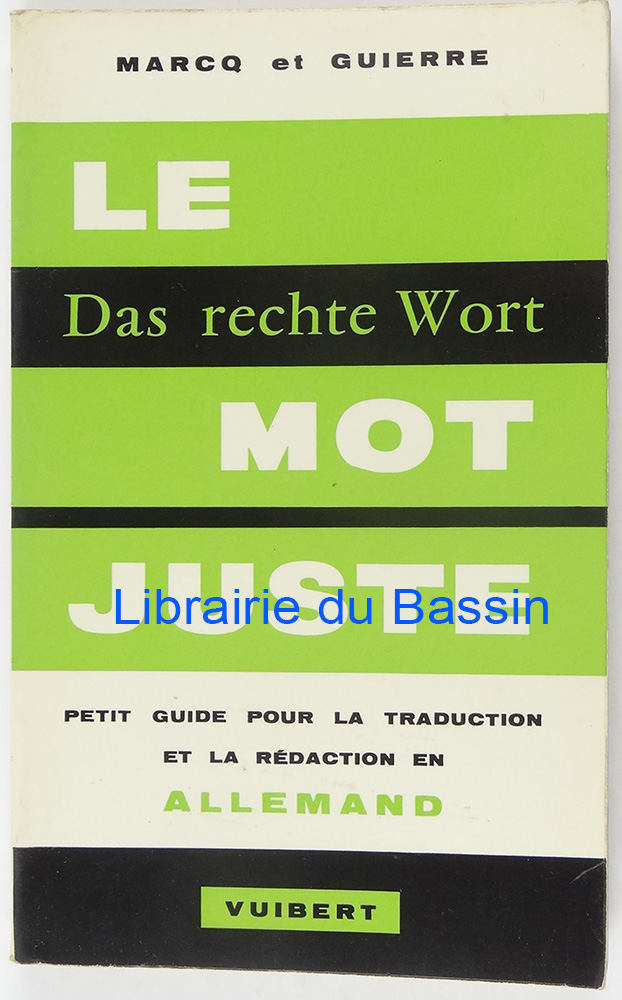 MARCQ et GUIERRE
LE
Das rechte Wort
MOT
JUSTE
Librairie du Bassin
PETIT GUIDE POUR LA TRADUCTION
ET LA RÉDACTION EN
ALLEMAND
VUIBERT